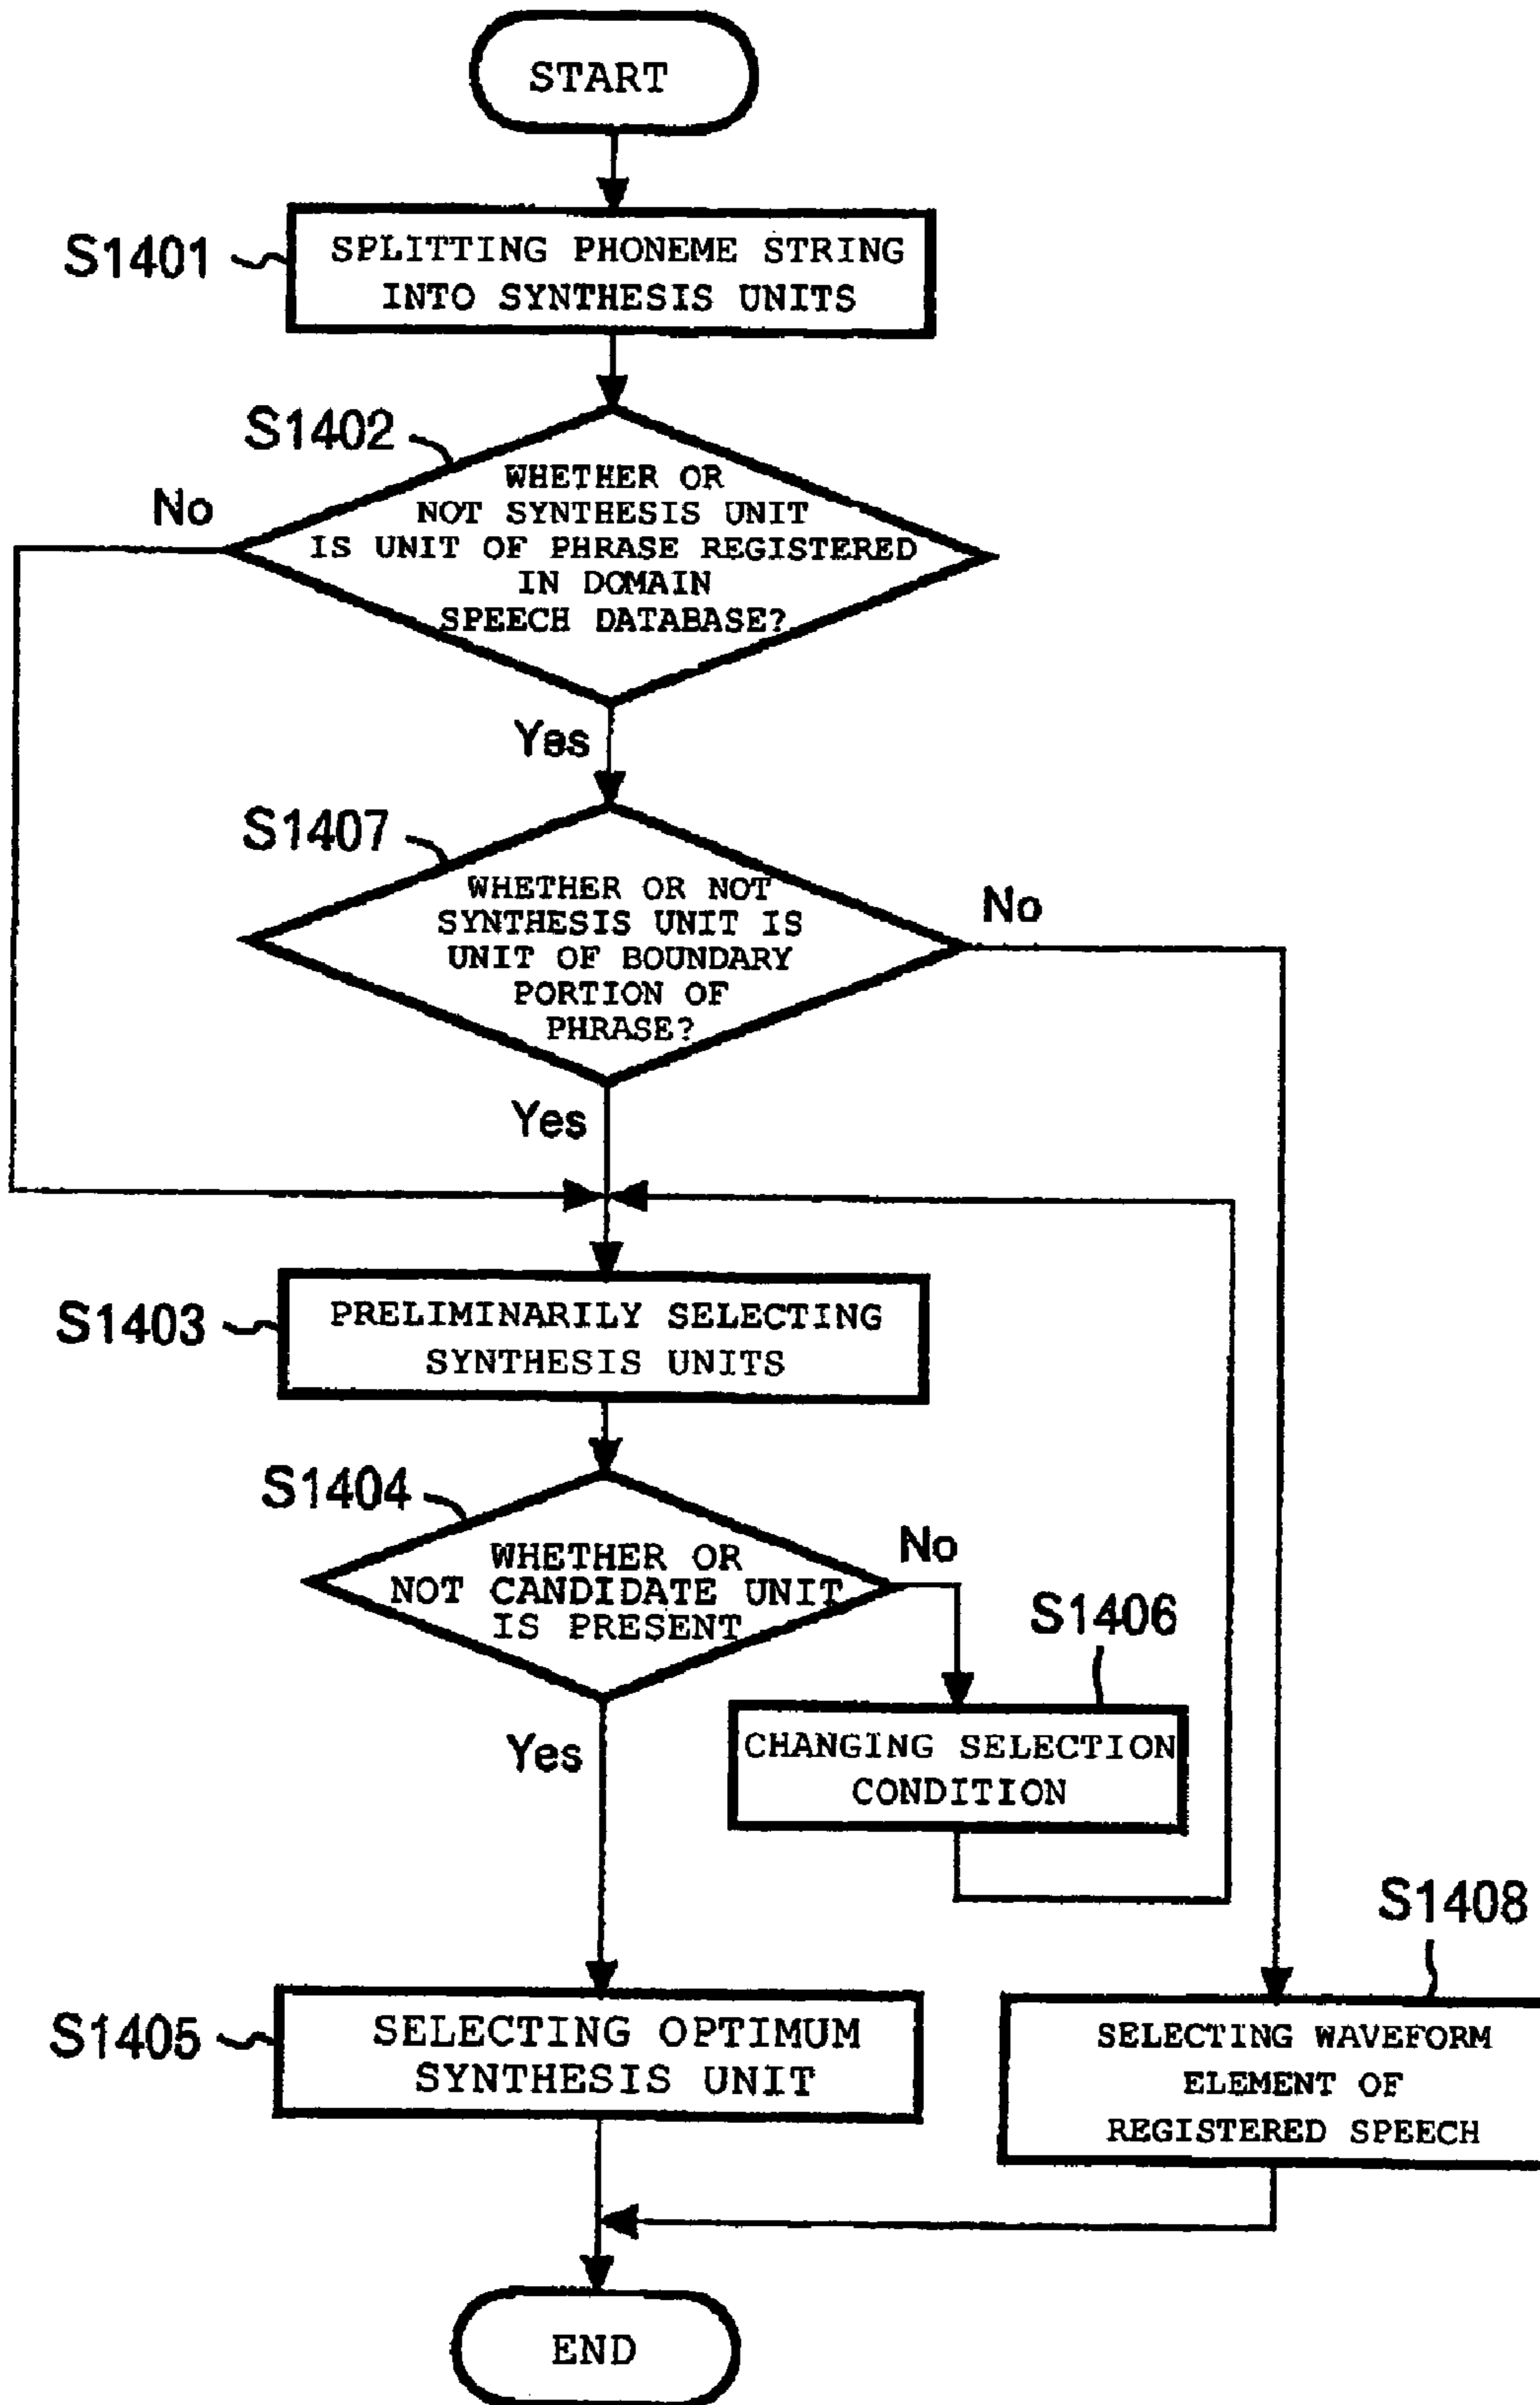 START
S1401
SPLITTING PHONEME STRING
INTO SYNTHESIS UNITS
S1402
No
WHETHER OR
NOT SYNTHESIS UNIT
IS UNIT OF PHRASE REGISTERED
IN DOMAIN
SPEECH DATABASE?
Yes
S1407
WHETHER OR NOT
SYNTHESIS UNIT IS
UNIT OF BOUNDARY
PORTION OF
PHRASE?
No
Yes
S1403
PRELIMINARILY SELECTING
SYNTHESIS UNITS
S1404
WHETHER OR
NOT CANDIDATE UNIT
IS PRESENT
No
Yes
S1406
CHANGING SELECTION
CONDITION
S1405
SELECTING OPTIMUM
SYNTHESIS UNIT
S1408
SELECTING WAVEFORM
ELEMENT OF
REGISTERED SPEECH
END